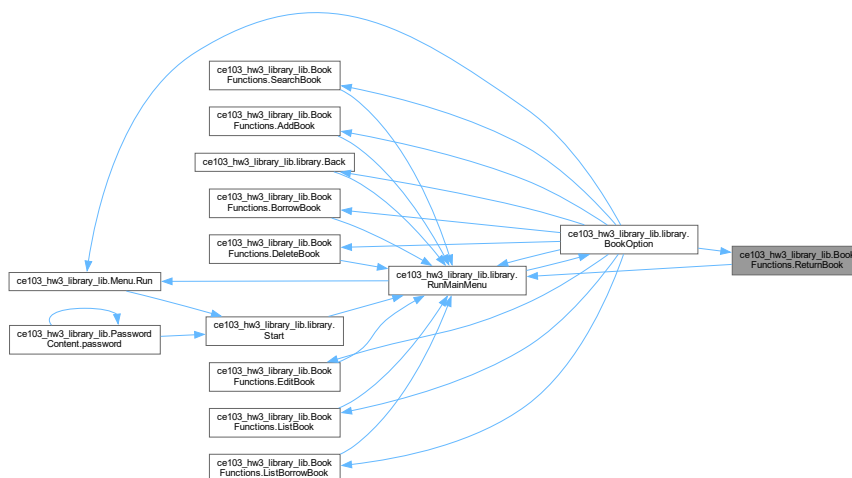 ce103_hw3_library_lib.Book
Functions.SearchBook
ce103_hw3_library_lib.Book
Functions.AddBook
ce103_hw3_library_lib.library.Back
ce103_hw3_library_lib.Book
Functions.BorrowBook
ce103_hw3_library_lib.library.
BookOption
ce103_hw3_library_lib.Book
Functions.DeleteBook
ce103_hw3_library_lib.Book
Functions.ReturnBook
ce103_hw3_library_lib.Menu.Run
ce103_hw3_library_lib.library.
RunMainMenu
ce103_hw3_library_lib.Password
Content.password
ce103_hw3_library_lib.library.
Start
ce103_hw3_library_lib.Book
Functions.EditBook
ce103_hw3_library_lib.Book
Functions.ListBook
ce103_hw3_library_lib.Book
Functions.ListBorrowBook